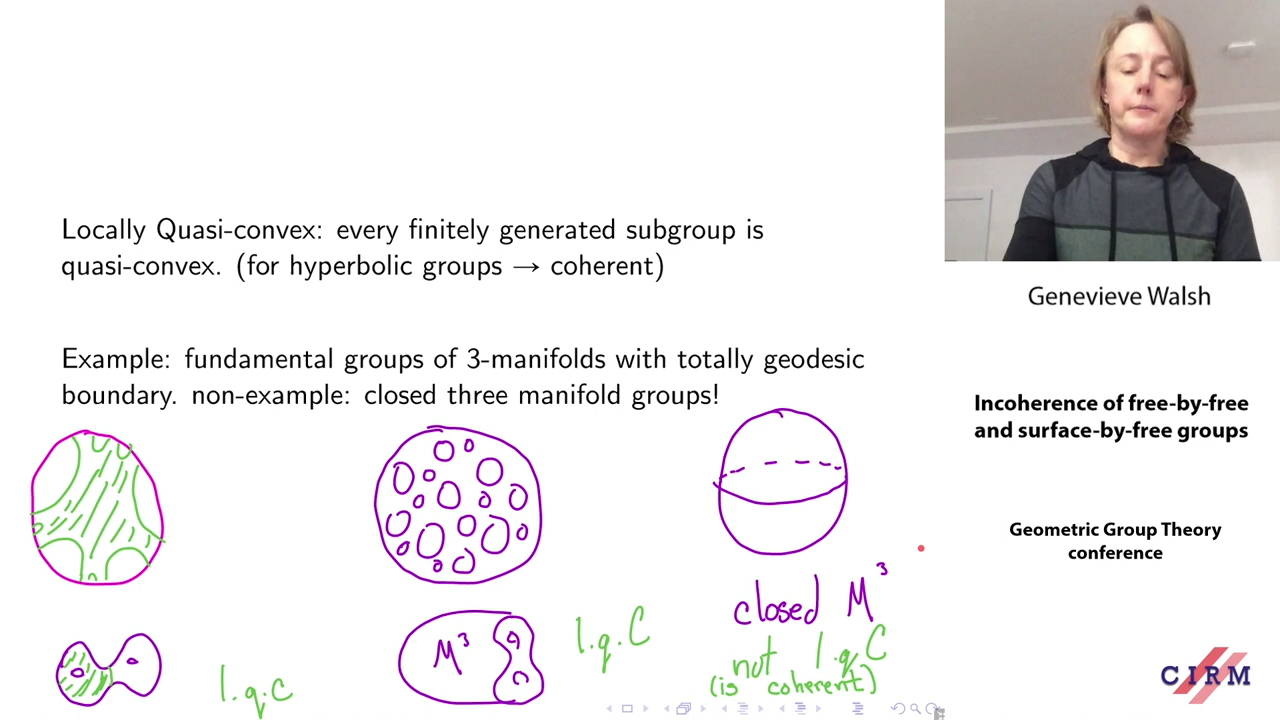 Locally Quasi-convex: every finitely generated subgroup is
quasi-convex. (for hyperbolic groups → coherent)
Example: fundamental groups of 3-manifolds with totally geodesic
boundary. non-example: closed three manifold groups!
l.q.c
M³
l.q.C
closed M³
not l.q.C
(is coherent)
Genevieve Walsh
Incoherence of free-by-free
and surface-by-free groups
Geometric Group Theory
conference
CIRM